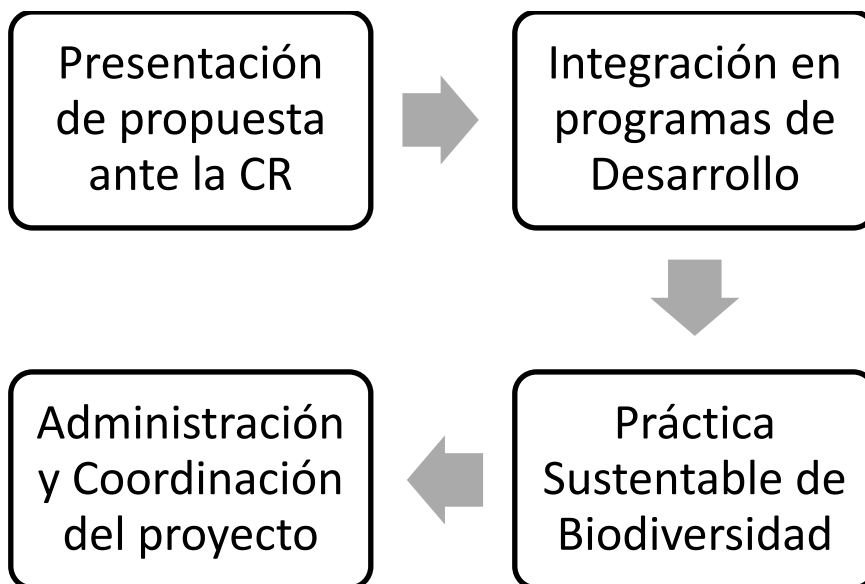 Presentación
de propuesta
ante la CR
Integración en
programas de
Desarrollo
Práctica
Sustentable de
Biodiversidad
Administración
y Coordinación
del proyecto